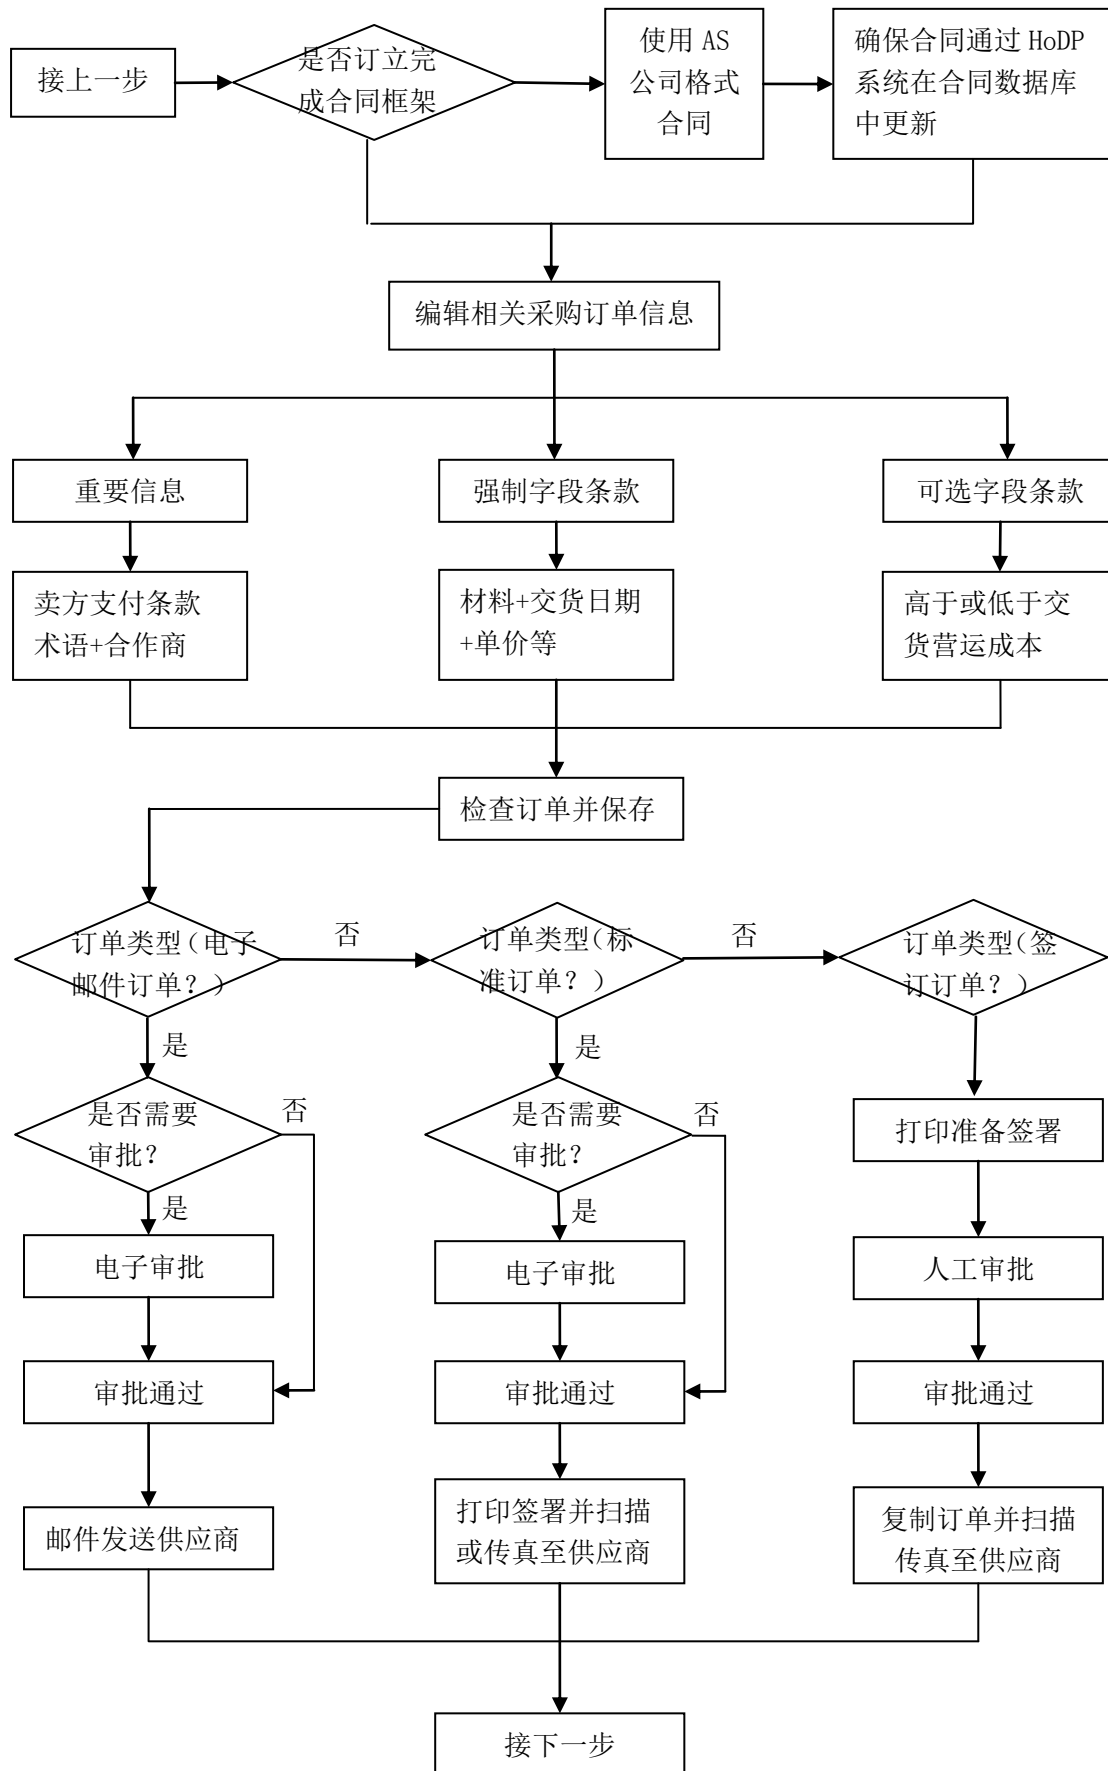 接上一步
是否订立完
成合同框架
使用 AS
公司格式
合同
确保合同通过 HoDP
系统在合同数据库
中更新
编辑相关采购订单信息
重要信息
强制字段条款
可选字段条款
卖方支付条款
术语+合作商
材料+交货日期
+单价等
高于或低于交
货营运成本
检查订单并保存
订单类型（电子
邮件订单？）
否
订单类型（标
准订单？）
否
订单类型（签
订订单？）
是
是
是否需要
审批？
否
是否需要
审批？
否
打印准备签署
是
是
电子审批
电子审批
人工审批
审批通过
审批通过
审批通过
邮件发送供应商
打印签署并扫描
或传真至供应商
复制订单并扫描
传真至供应商
接下一步